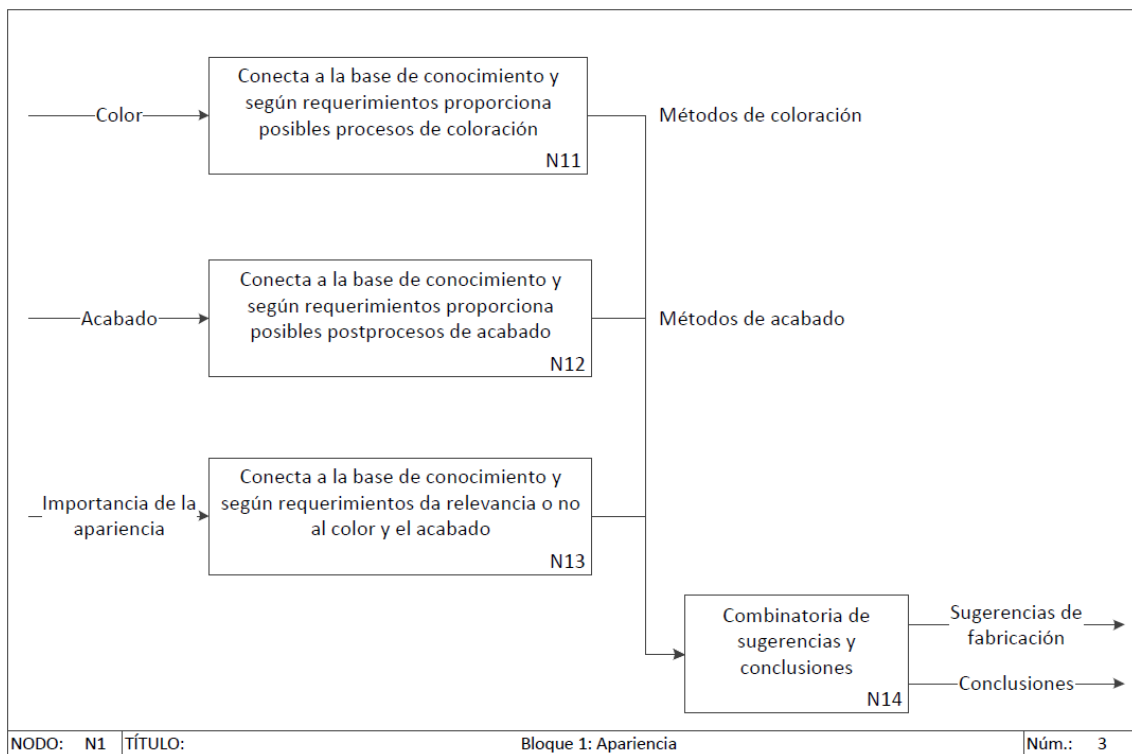 Color
Conecta a la base de conocimiento y
según requerimientos proporciona
posibles procesos de coloración
N11
Métodos de coloración
Acabado
Conecta a la base de conocimiento y
según requerimientos proporciona
posibles postprocesos de acabado
N12
Métodos de acabado
Importancia de la
apariencia
Conecta a la base de conocimiento y
según requerimientos da relevancia o no
al color y el acabado
N13
Combinatoria de
sugerencias y
conclusiones
N14
Sugerencias de
fabricación
Conclusiones
NODO: N1 TÍTULO: Bloque 1: Apariencia Núm.: 3